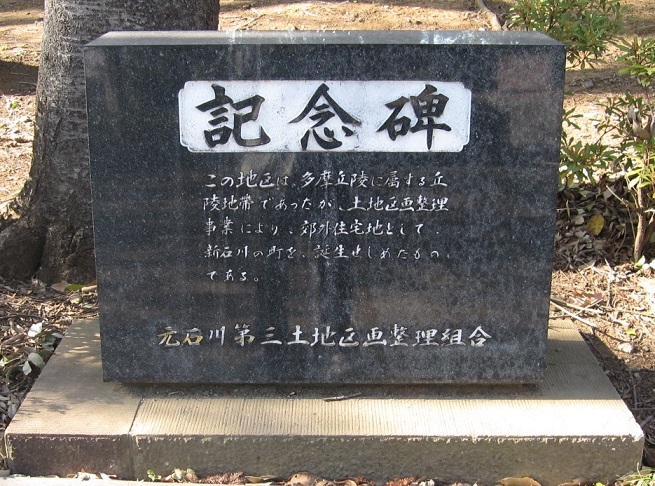 記念碑
この地区は、多摩丘陵に属する丘
陵地帯であったが、土地区画整理
事業により、郊外住宅地として、
新石川の町を、誕生せしめたもの、
である。
元石川第三土地区画整理組合